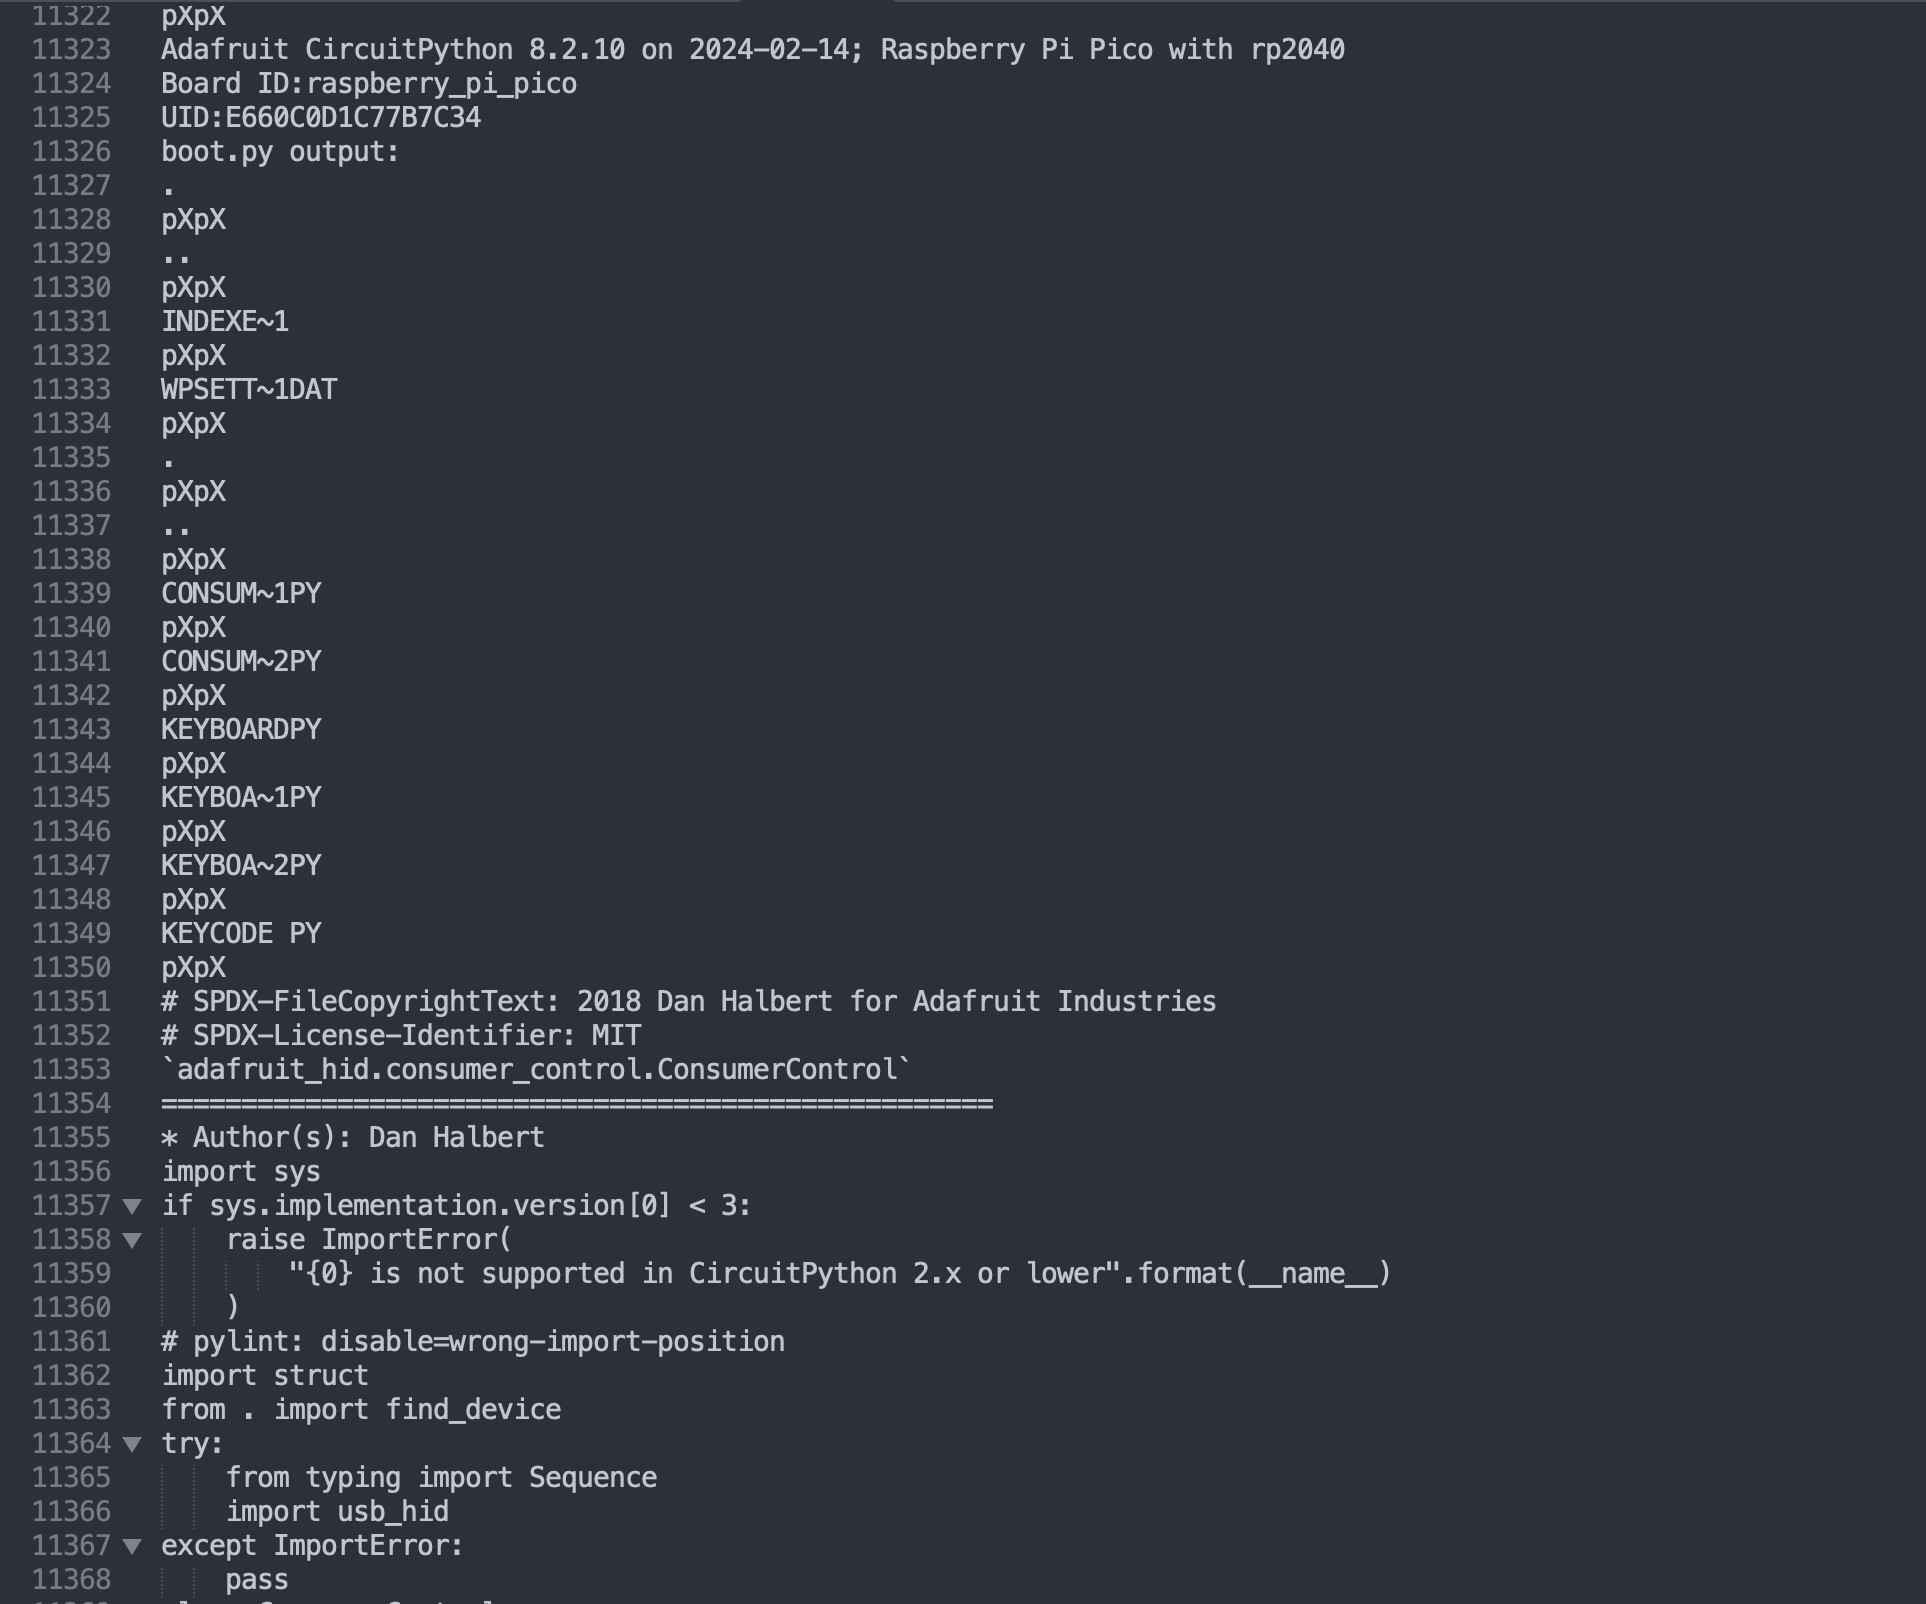 11322 pXpX
11323 Adafruit CircuitPython 8.2.10 on 2024-02-14; Raspberry Pi Pico with rp2040
11324 Board ID:raspberry_pi_pico
11325 UID:E660C0D1C77B7C34
11326 boot.py output:
11327 .
11328 pXpX
11329 ..
11330 pXpX
11331 INDEXE~1
11332 pXpX
11333 WPSETT~1DAT
11334 pXpX
11335 .
11336 pXpX
11337 ..
11338 pXpX
11339 CONSUM~1PY
11340 pXpX
11341 CONSUM~2PY
11342 pXpX
11343 KEYBOARDPY
11344 pXpX
11345 KEYBOA~1PY
11346 pXpX
11347 KEYBOA~2PY
11348 pXpX
11349 KEYCODE PY
11350 pXpX
11351 # SPDX-FileCopyrightText: 2018 Dan Halbert for Adafruit Industries
11352 # SPDX-License-Identifier: MIT
11353 `adafruit_hid.consumer_control.ConsumerControl`
11354 ====================================================
11355 * Author(s): Dan Halbert
11356 import sys
11357 if sys.implementation.version[0] < 3:
11358     raise ImportError(
11359         "{0} is not supported in CircuitPython 2.x or lower".format(__name__)
11360     )
11361 # pylint: disable=wrong-import-position
11362 import struct
11363 from . import find_device
11364 try:
11365     from typing import Sequence
11366     import usb_hid
11367 except ImportError:
11368     pass